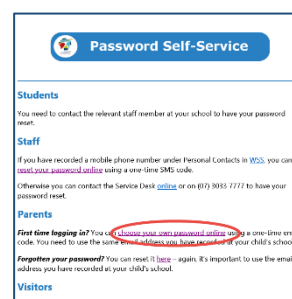 Password Self-Service
Students
You need to contact the relevant staff member at your school to have your password
reset.
Staff
If you have recorded a mobile phone number under Personal Contacts in WSS, you can
reset your password online using a one-time SMS code.
Otherwise you can contact the Service Desk online or on (07) 3033 7777 to have your
password reset.
Parents
First time logging in? You can choose your own password online using a one-time em
code. You need to use the same email address you have recorded at your child's schoo
Forgotten your password? You can reset it here – again, it's important to use the emai
address you have recorded at your child's school.
Visitors